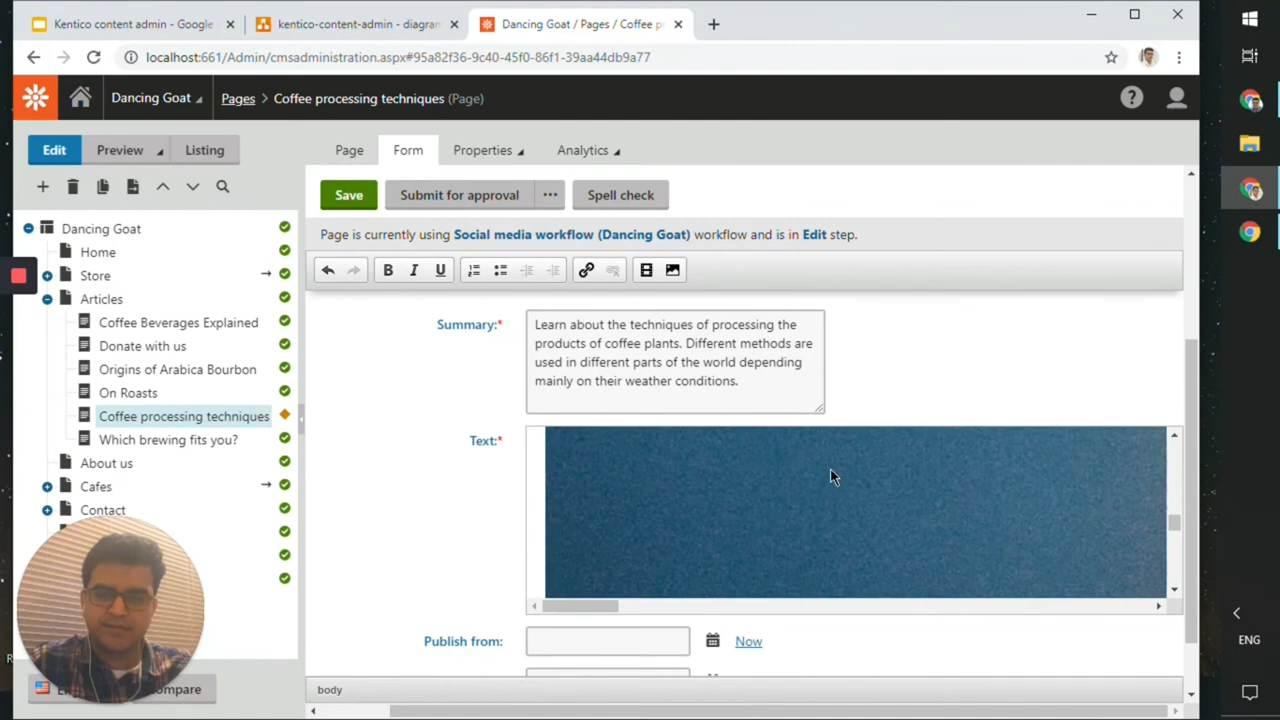 Kentico content admin - Google
kentico-content-admin - diagram
Dancing Goat / Pages / Coffee p
localhost:661/Admin/cmsadministration.aspx#95a82f36-9c40-45f0-86f1-39aa44db9a77
Dancing Goat
Pages > Coffee processing techniques (Page)
Edit
Preview
Listing
Page
Form
Properties
Analytics
Save
Submit for approval
Spell check
Page is currently using Social media workflow (Dancing Goat) workflow and is in Edit step.
B I U
Dancing Goat
Home
Store
Articles
Coffee Beverages Explained
Donate with us
Origins of Arabica Bourbon
On Roasts
Coffee processing techniques
Which brewing fits you?
About us
Cafes
Contact
Summary:*
Learn about the techniques of processing the
products of coffee plants. Different methods are
used in different parts of the world depending
mainly on their weather conditions.
Text:*
Publish from:
Now
body
ENG